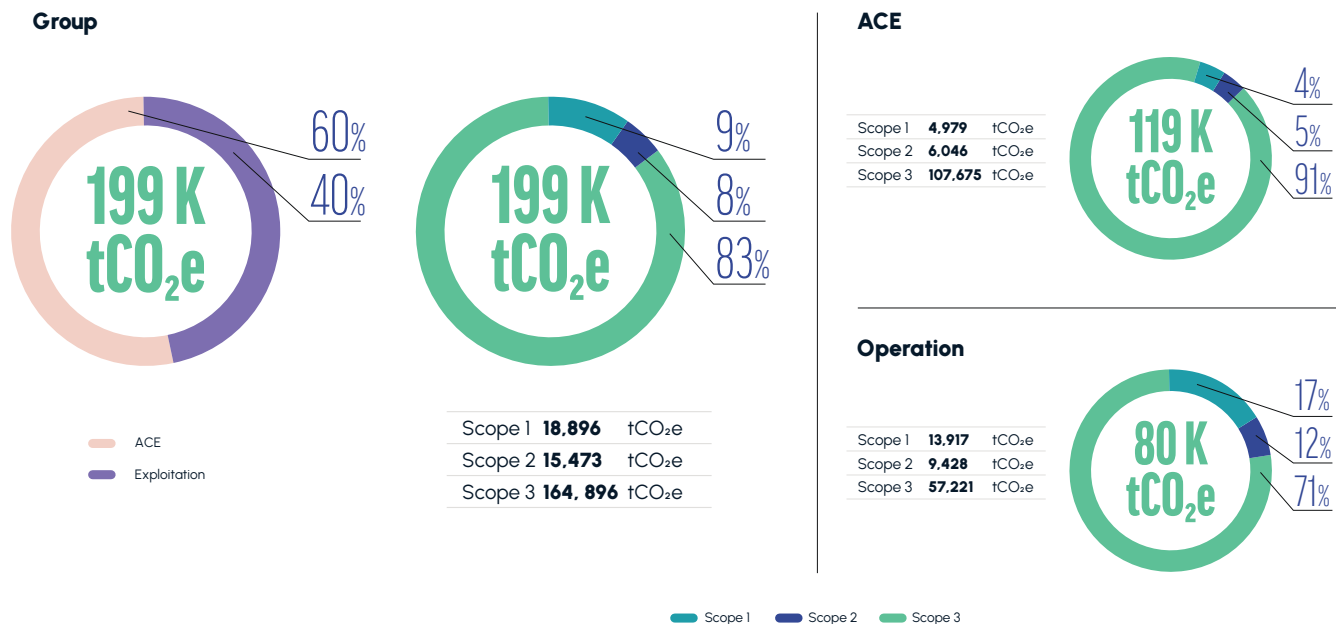 Group
60%
40%
199 K
tCO₂e
ACE
Exploitation
9%
8%
83%
199 K
tCO₂e
Scope 1 18,896 tCO₂e
Scope 2 15,473 tCO₂e
Scope 3 164, 896 tCO₂e
ACE
Scope 1 4,979 tCO₂e
Scope 2 6,046 tCO₂e
Scope 3 107,675 tCO₂e
119 K
tCO₂e
4%
5%
91%
Operation
Scope 1 13,917 tCO₂e
Scope 2 9,428 tCO₂e
Scope 3 57,221 tCO₂e
80 K
tCO₂e
17%
12%
71%
Scope 1 Scope 2 Scope 3